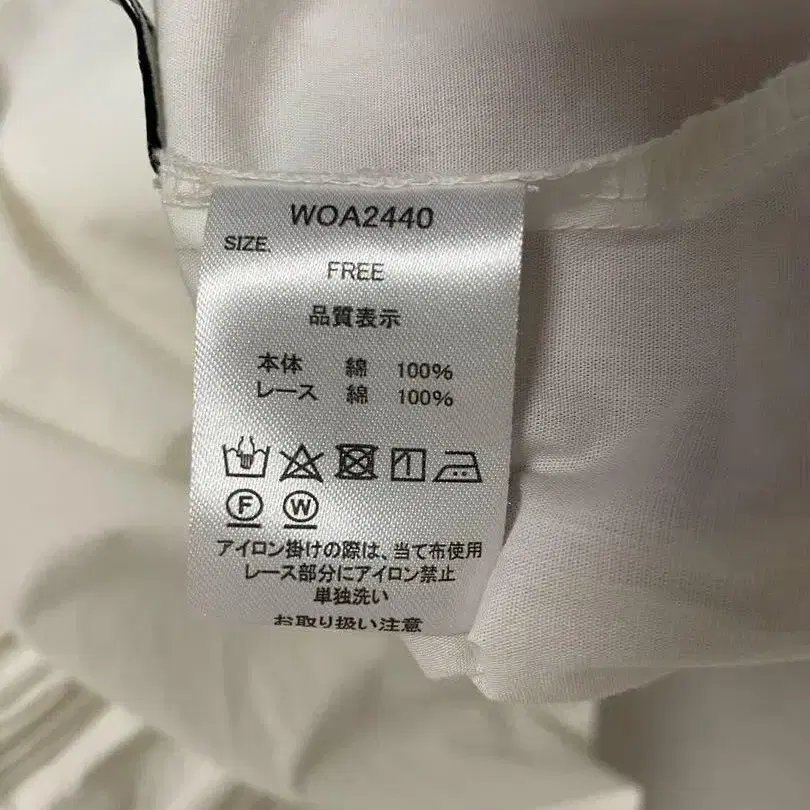 WOA2440
SIZE.
FREE
品質表示
本体 綿 100%
レース 綿 100%
F W
アイロン掛けの際は、当て布使用
レース部分にアイロン禁止
単独洗い
お取り扱い注意